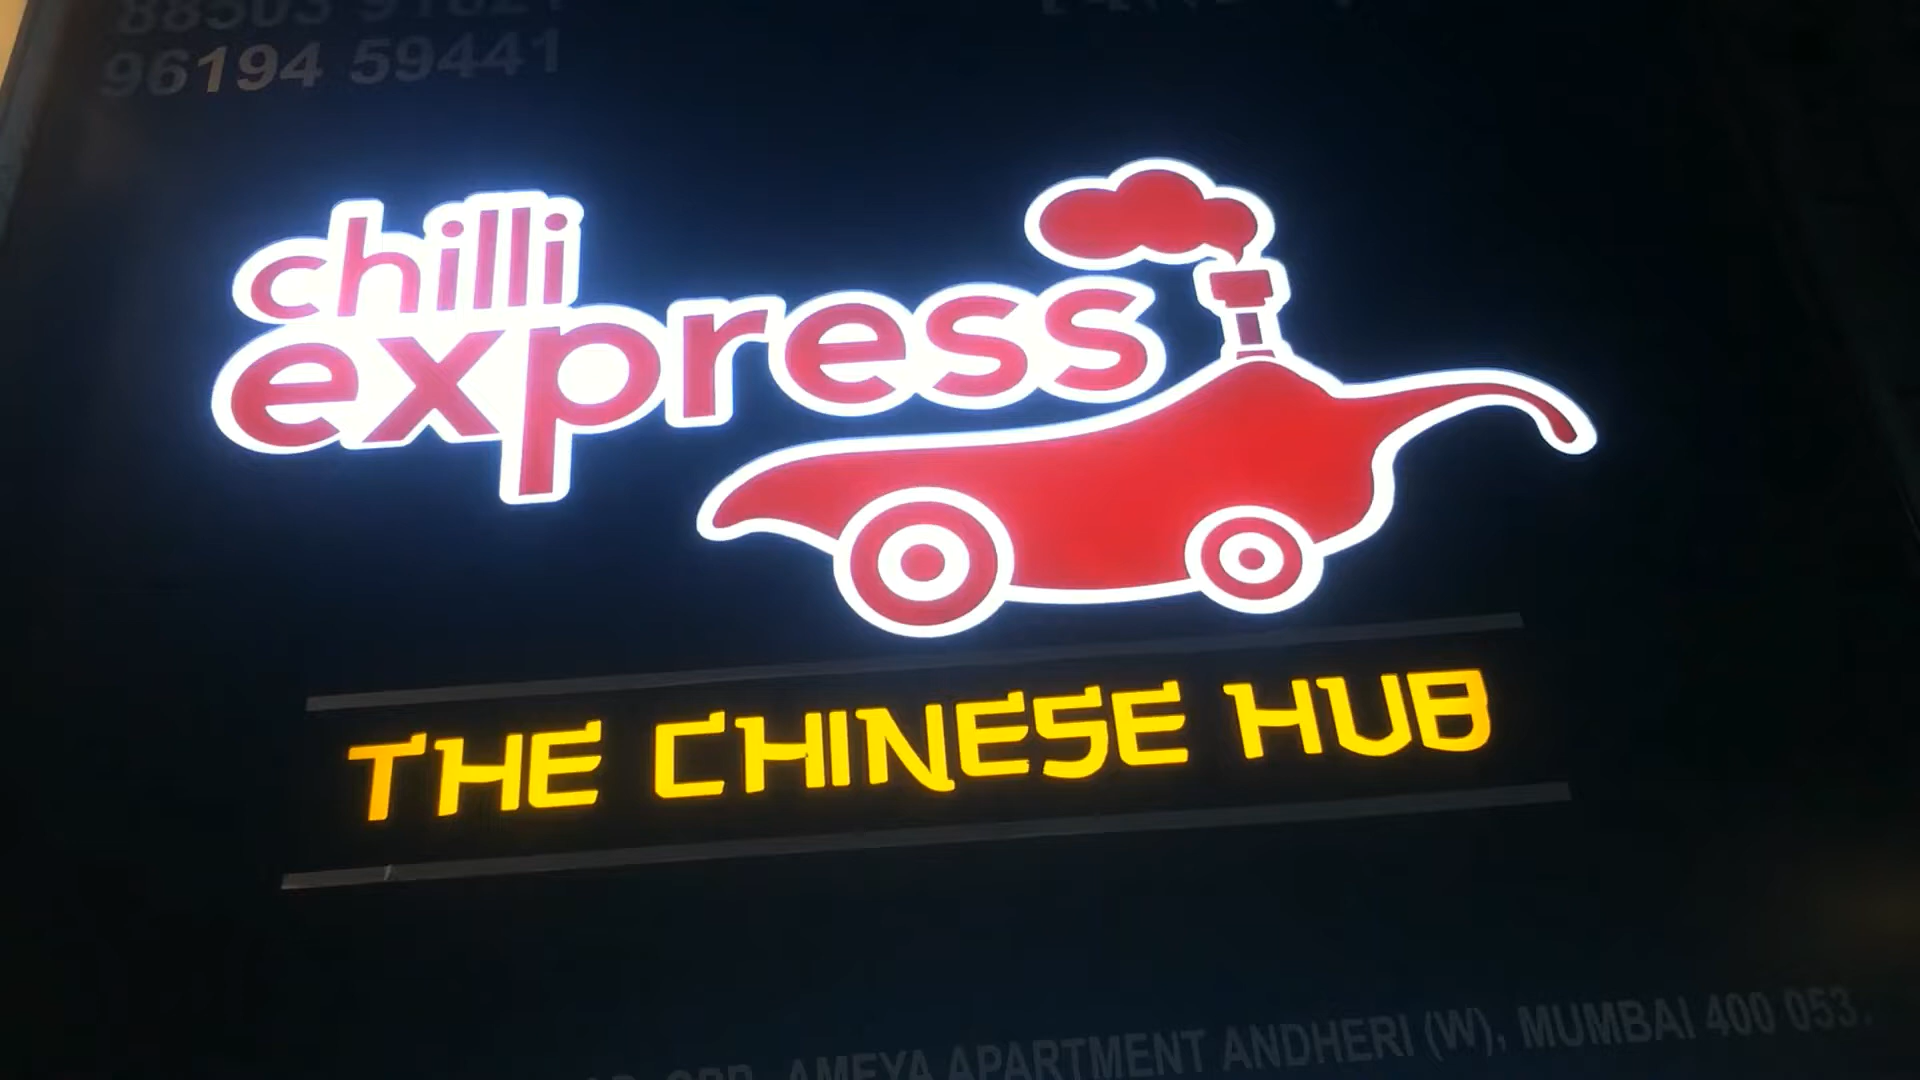 96194 59441
chilli
express
THE CHINESE HUB
AMEYA APARTMENT ANDHERI (W), MUMBAI 400 053.